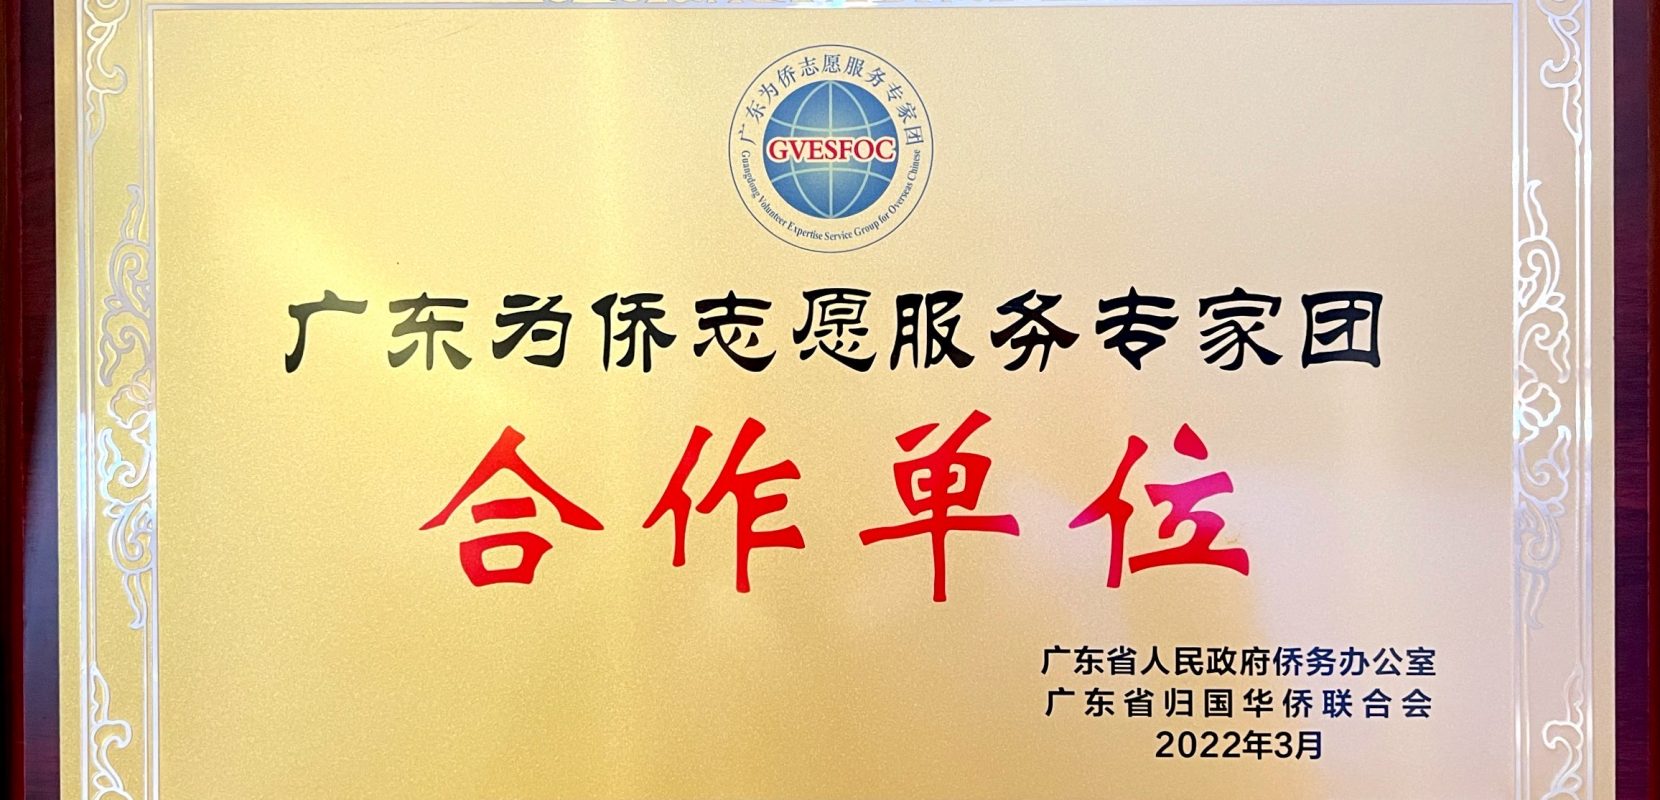 广东为侨志愿服务专家团
GVESFOC
Guangdong Volunteer Expertise Service Group for Overseas Chinese
广东为侨志愿服务专家团
合作单位
广东省人民政府侨务办公室
广东省归国华侨联合会
2022年3月